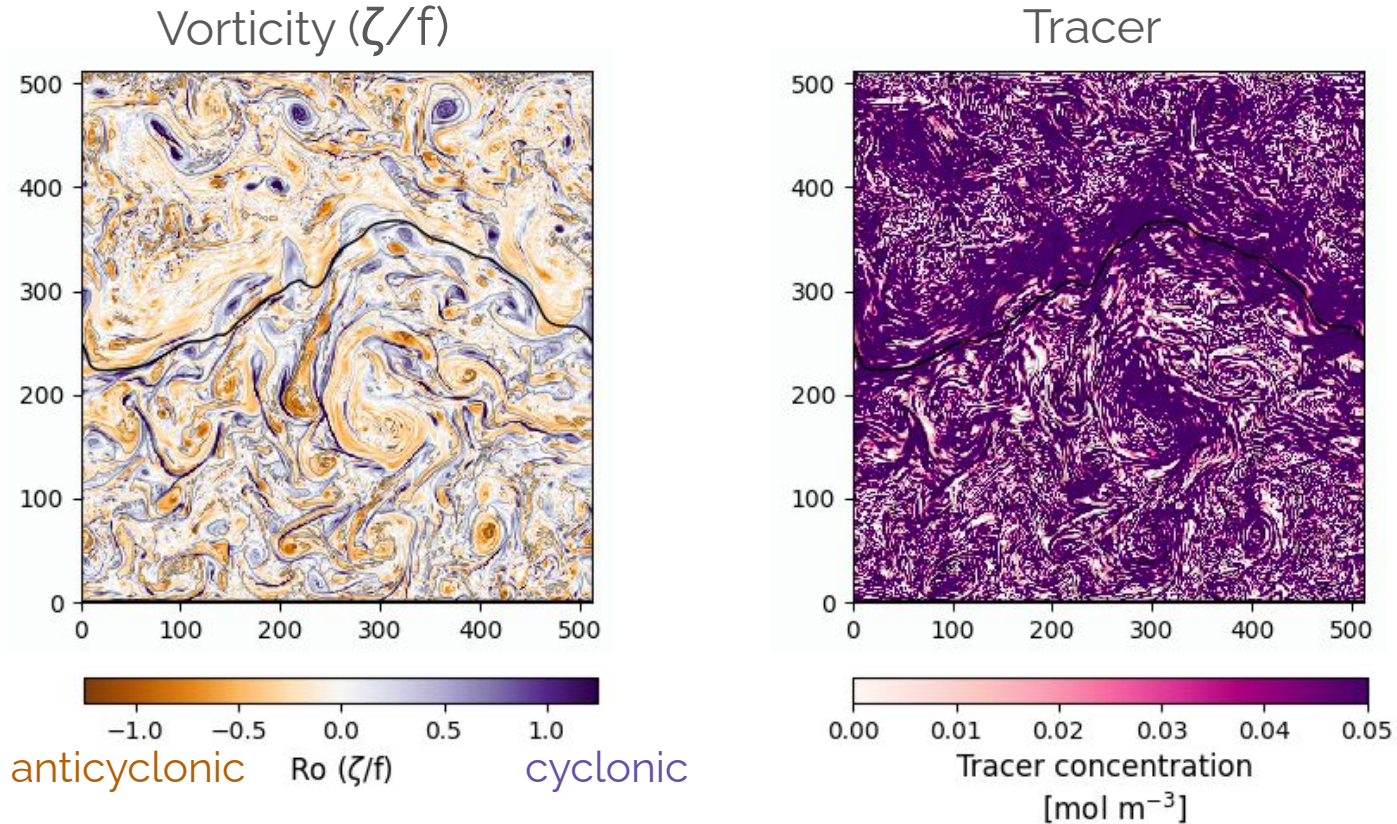 Vorticity (ζ/f)
500
400
300
200
100
0
0 100 200 300 400 500
−1.0 −0.5 0.0 0.5 1.0
anticyclonic Ro (ζ/f) cyclonic
Tracer
500
400
300
200
100
0
0 100 200 300 400 500
0.00 0.01 0.02 0.03 0.04 0.05
Tracer concentration
[mol m⁻³]